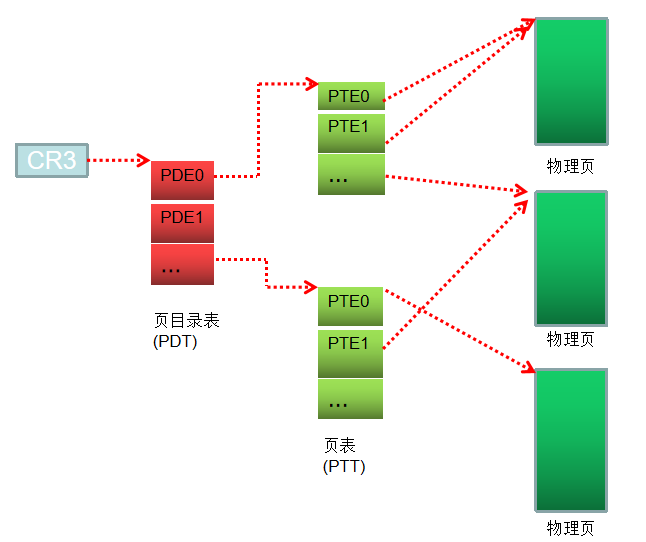 CR3
PDE0
PDE1
...
页目录表
(PDT)
PTE0
PTE1
...
PTE0
PTE1
...
页表
(PTT)
物理页
物理页
物理页